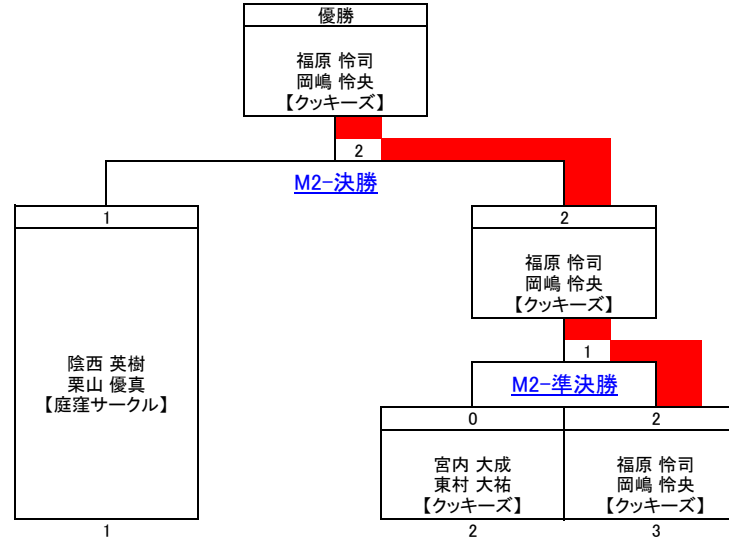 優勝
福原 怜司
岡嶋 怜央
【クッキーズ】
2
M2-決勝
1
2
福原 怜司
岡嶋 怜央
【クッキーズ】
陰西 英樹
栗山 優真
【庭窪サークル】
1
M2-準決勝
0
2
宮内 大成
東村 大祐
【クッキーズ】
福原 怜司
岡嶋 怜央
【クッキーズ】
1
2
3